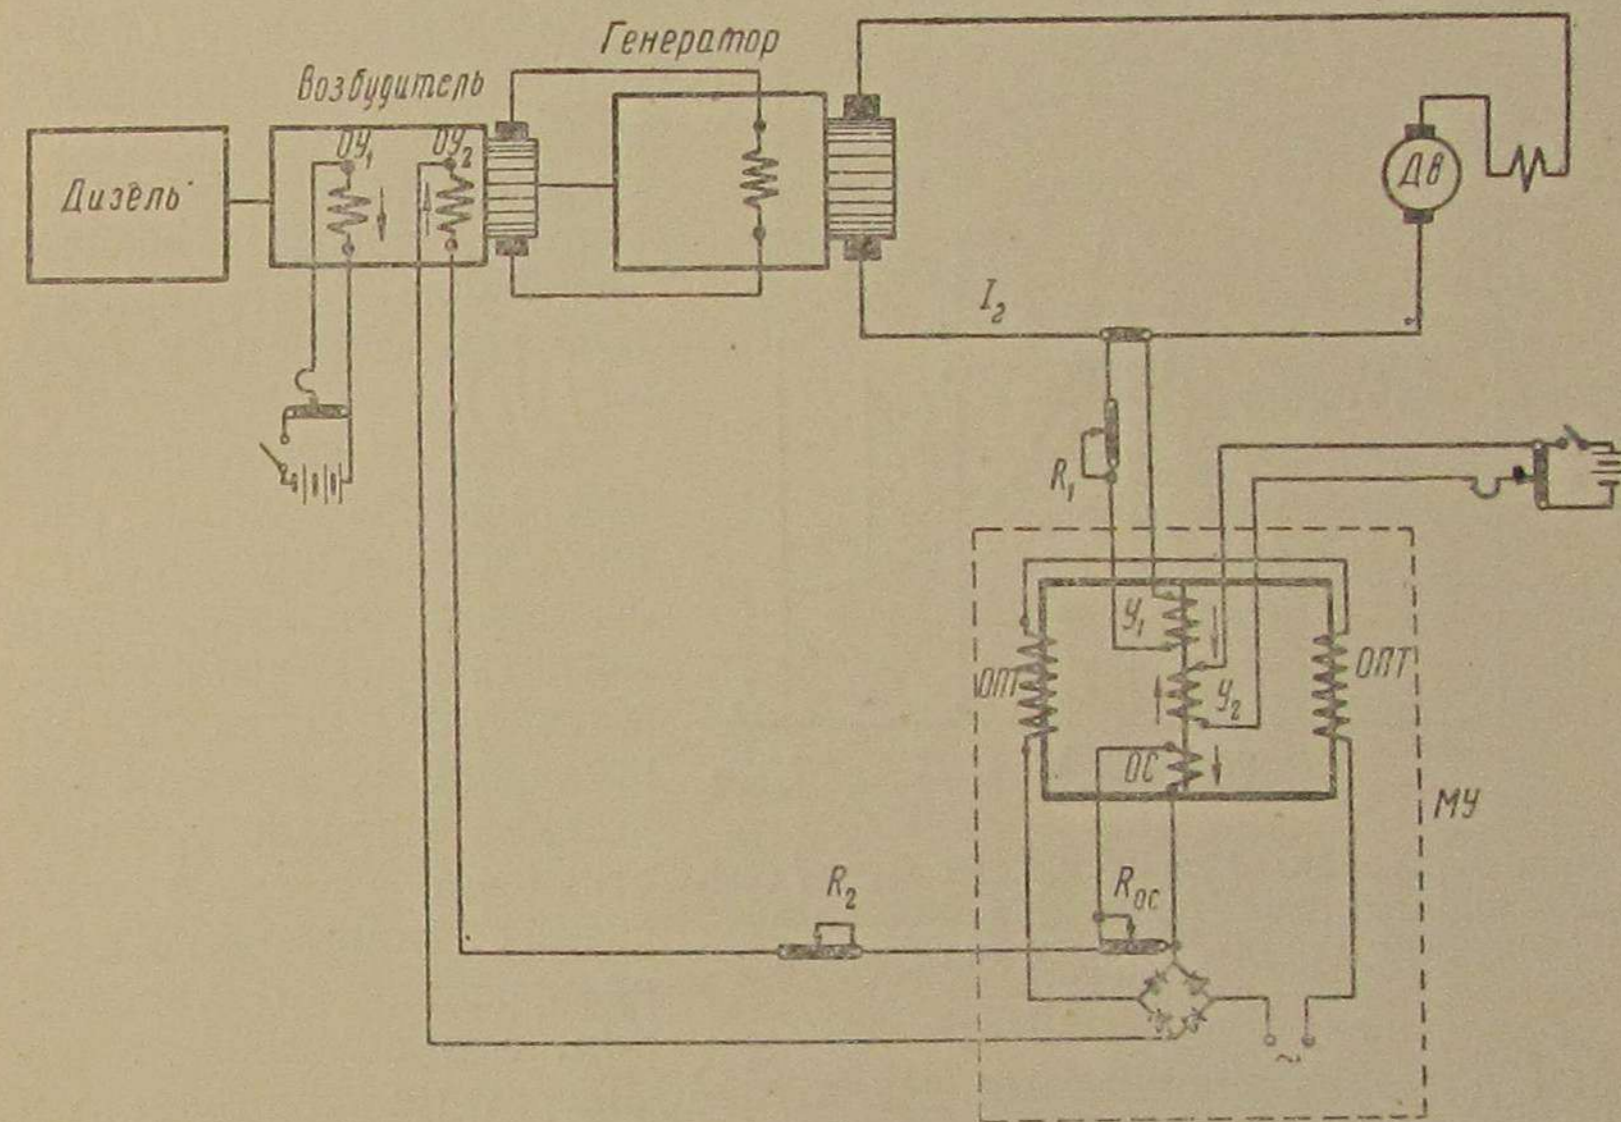 Генератор
Возбудитель
ОУ₁
ОУ₂
Дизель
Дв
I₂
R₁
У₁
ОПТ
ОПТ
У₂
ОС
МУ
R₂
Rос
~